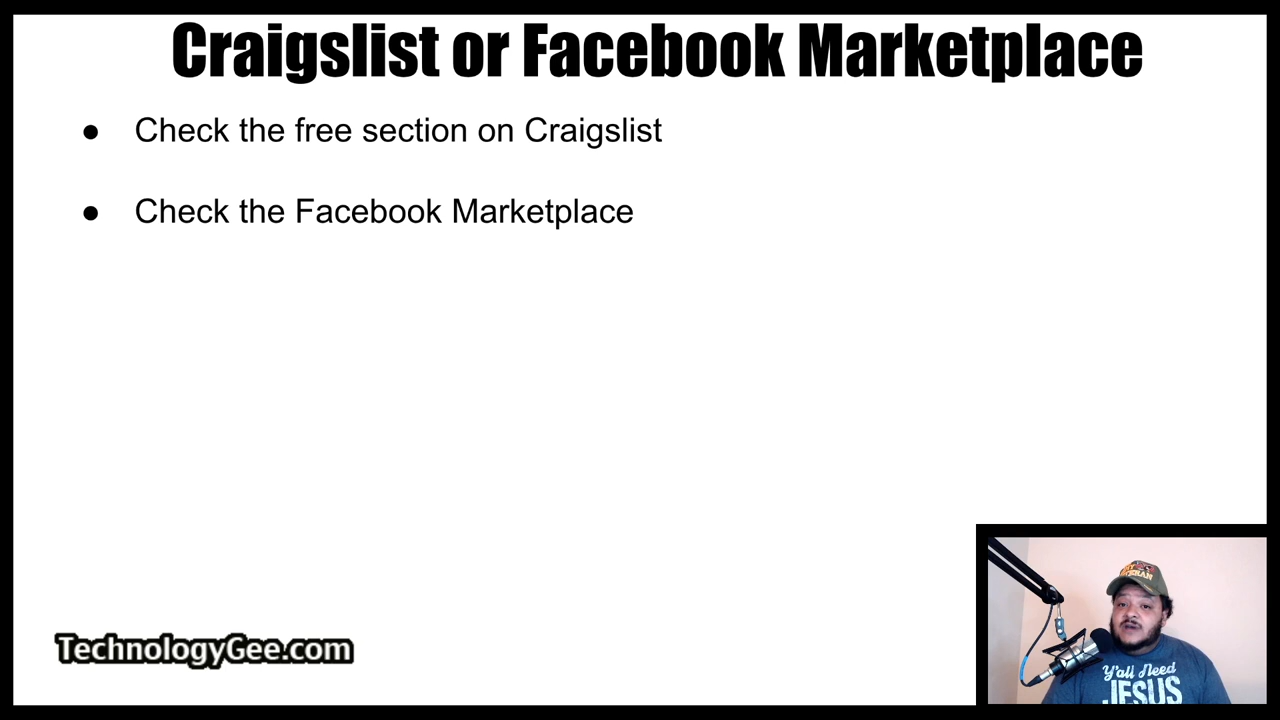 Craigslist or Facebook Marketplace
● Check the free section on Craigslist
● Check the Facebook Marketplace
TechnologyGee.com
Y'all Need
JESUS